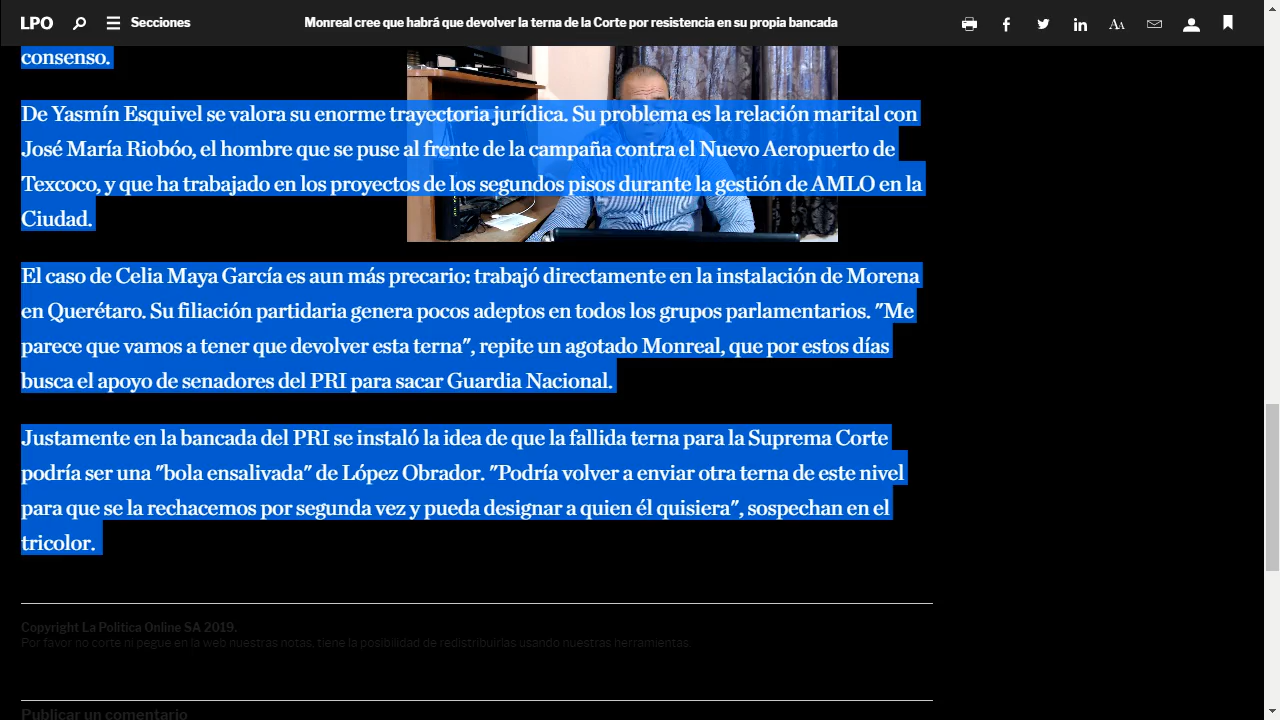 LPO
Secciones
Monreal cree que habrá que devolver la terna de la Corte por resistencia en su propia bancada
AA
consenso.
De Yasmín Esquivel se valora su enorme trayectoria jurídica. Su problema es la relación marital con
José María Riobóo, el hombre que se puse al frente de la campaña contra el Nuevo Aeropuerto de
Texcoco, y que ha trabajado en los proyectos de los segundos pisos durante la gestión de AMLO en la
Ciudad.
El caso de Celia Maya García es aun más precario: trabajó directamente en la instalación de Morena
en Querétaro. Su filiación partidaria genera pocos adeptos en todos los grupos parlamentarios. "Me
parece que vamos a tener que devolver esta terna", repite un agotado Monreal, que por estos días
busca el apoyo de senadores del PRI para sacar Guardia Nacional.
Justamente en la bancada del PRI se instaló la idea de que la fallida terna para la Suprema Corte
podría ser una "bola ensalivada" de López Obrador. "Podría volver a enviar otra terna de este nivel
para que se la rechacemos por segunda vez y pueda designar a quien él quisiera", sospechan en el
tricolor.
Copyright La Politica Online SA 2019.
Por favor no corte ni pegue en la web nuestras notas, tiene la posibilidad de redistribuirlas usando nuestras herramientas.
Publicar un comentario